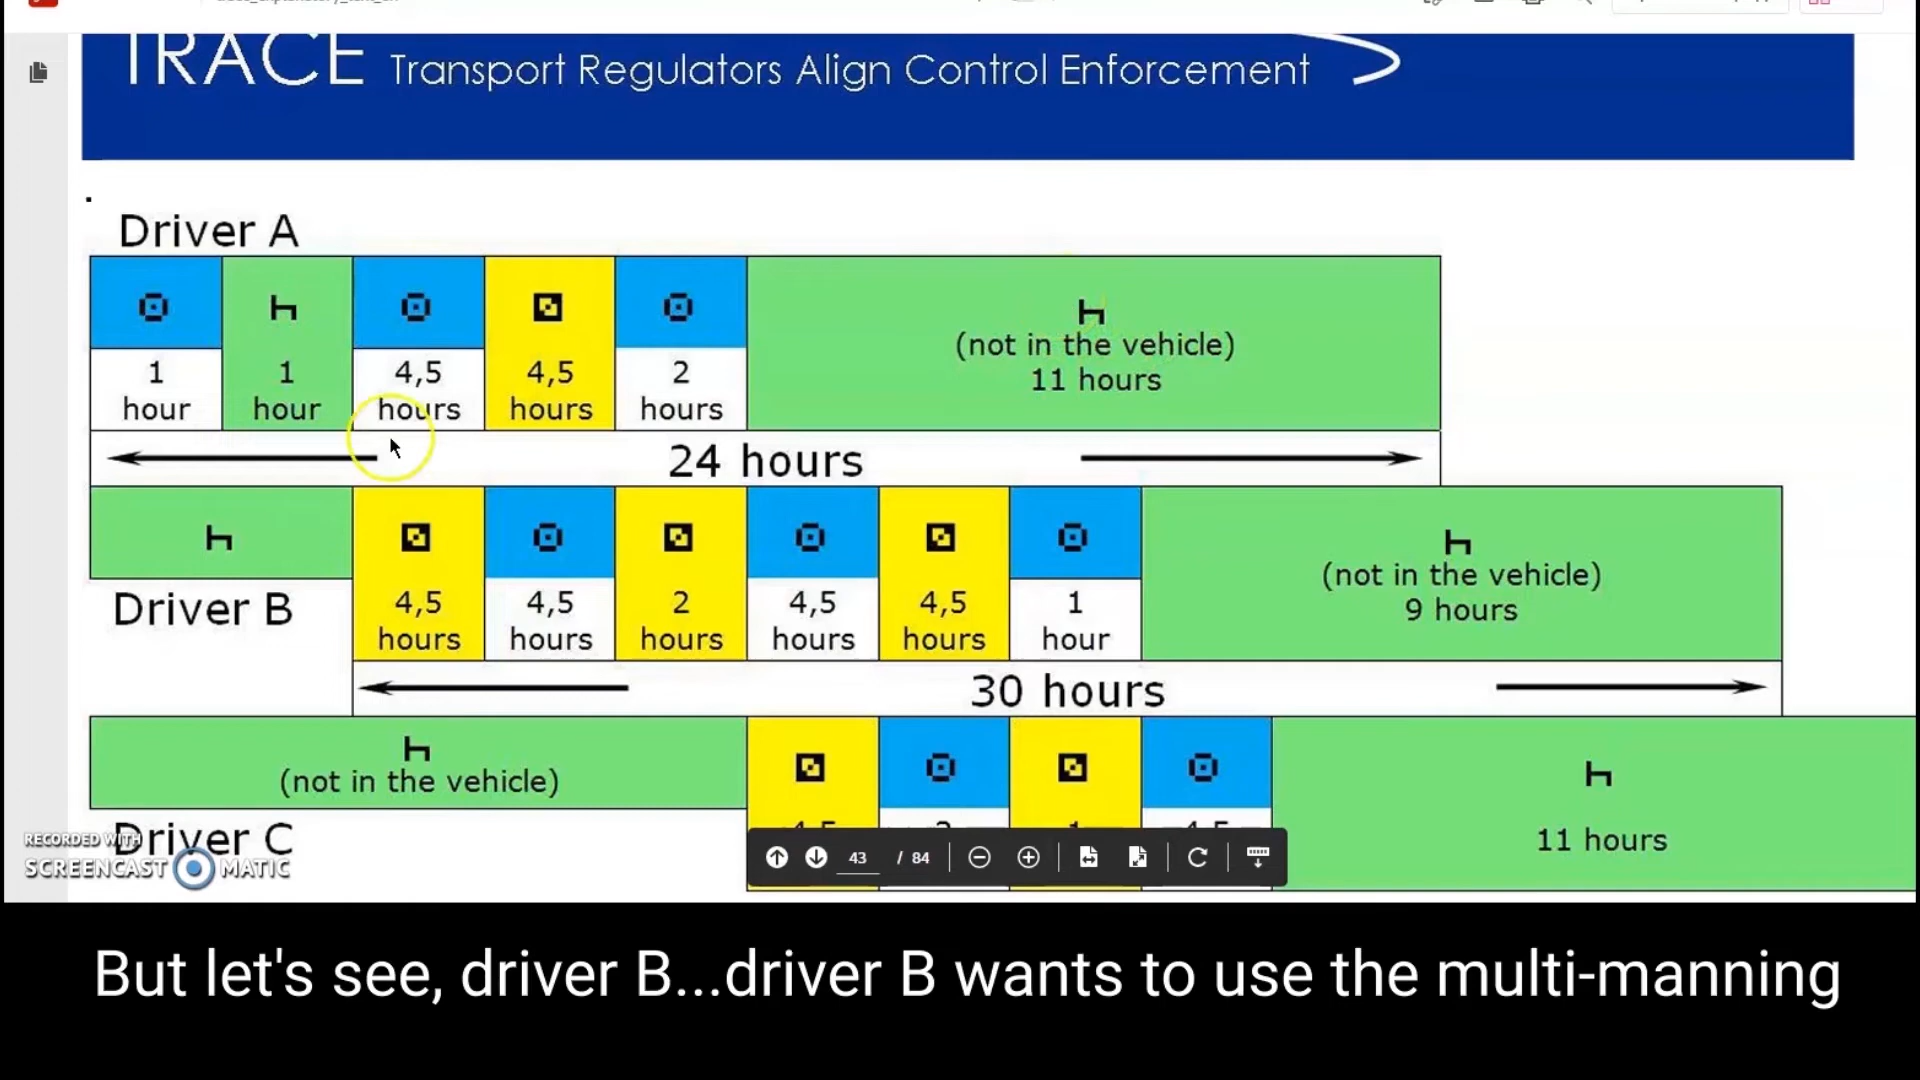 TRACE Transport Regulators Align Control Enforcement
Driver A
1 hour
1 hour
4,5 hours
4,5 hours
2 hours
(not in the vehicle)
11 hours
24 hours
Driver B
4,5 hours
4,5 hours
2 hours
4,5 hours
4,5 hours
1 hour
(not in the vehicle)
9 hours
30 hours
(not in the vehicle)
Driver C
11 hours
RECORDED WITH
SCREENCAST MATIC
43 / 84
But let's see, driver B...driver B wants to use the multi-manning